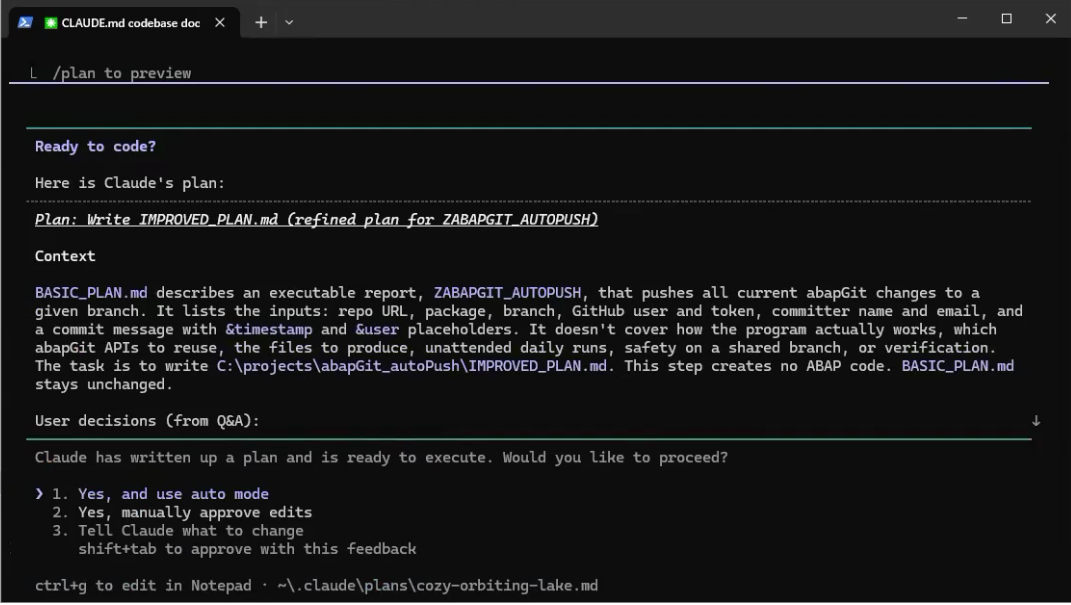 CLAUDE.md codebase doc
/plan to preview
Ready to code?
Here is Claude's plan:
Plan: Write IMPROVED_PLAN.md (refined plan for ZABAPGIT_AUTOPUSH)
Context
BASIC_PLAN.md describes an executable report, ZABAPGIT_AUTOPUSH, that pushes all current abapGit changes to a
given branch. It lists the inputs: repo URL, package, branch, GitHub user and token, committer name and email, and
a commit message with &timestamp and &user placeholders. It doesn't cover how the program actually works, which
abapGit APIs to reuse, the files to produce, unattended daily runs, safety on a shared branch, or verification.
The task is to write C:\projects\abapGit_autoPush\IMPROVED_PLAN.md. This step creates no ABAP code. BASIC_PLAN.md
stays unchanged.
User decisions (from Q&A): ↓
Claude has written up a plan and is ready to execute. Would you like to proceed?
❯ 1. Yes, and use auto mode
2. Yes, manually approve edits
3. Tell Claude what to change
shift+tab to approve with this feedback
ctrl+g to edit in Notepad · ~\.claude\plans\cozy-orbiting-lake.md